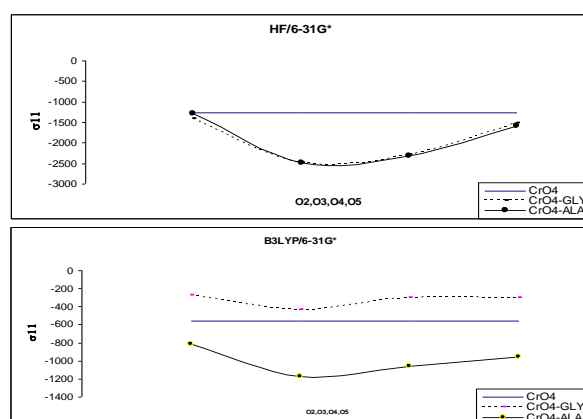 HF/6-31G*
0
-500
-1000
-1500
-2000
-2500
-3000
σ11
O2,O3,O4,O5
CrO4
CrO4-GLY
CrO4-ALA
B3LYP/6-31G*
0
-200
-400
-600
-800
-1000
-1200
-1400
σ11
O2,O3,O4,O5
CrO4
CrO4-GLY
CrO4-ALA